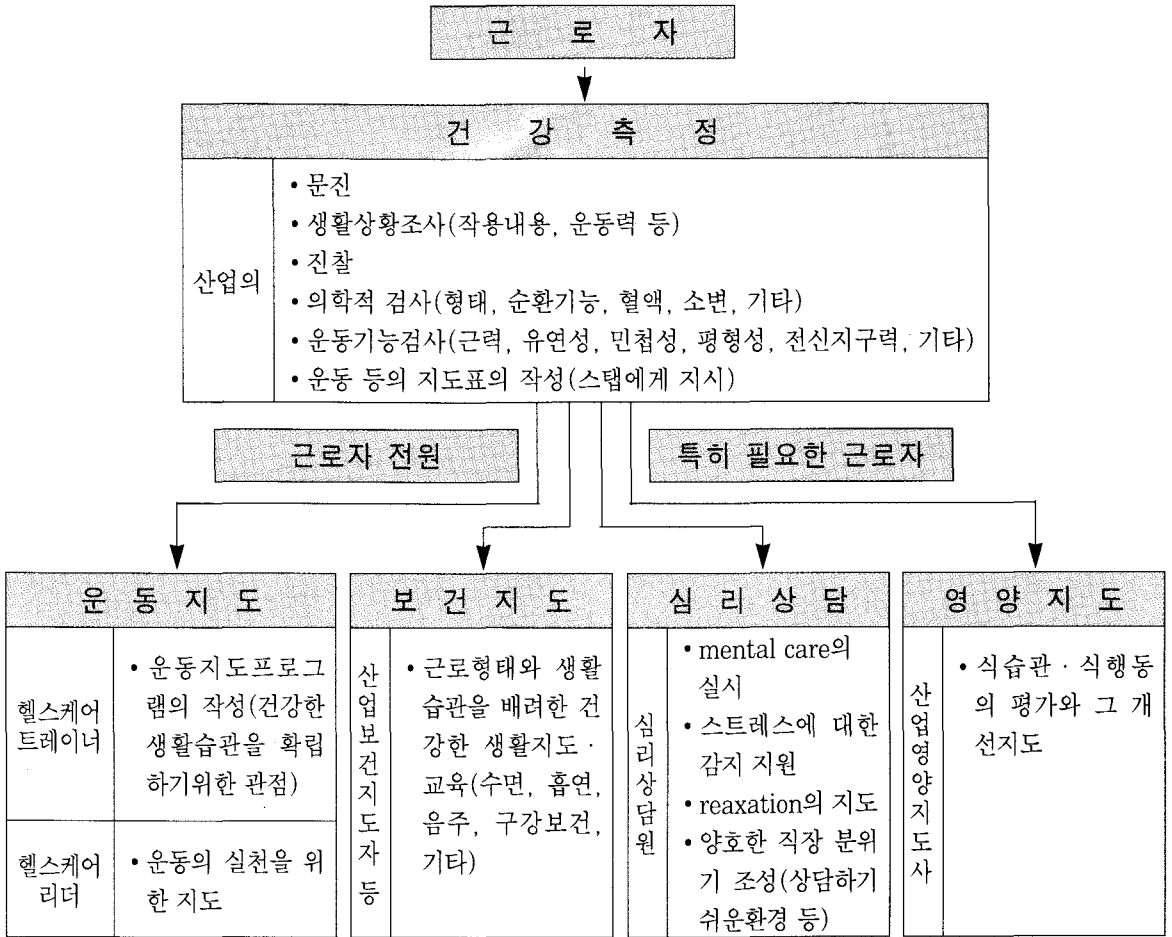 근 로 자
건 강 측 정
산업의
• 문진
• 생활상황조사(작용내용, 운동력 등)
• 진찰
• 의학적 검사(형태, 순환기능, 혈액, 소변, 기타)
• 운동기능검사(근력, 유연성, 민첩성, 평형성, 전신지구력, 기타)
• 운동 등의 지도표의 작성(스탭에게 지시)
근로자 전원
특히 필요한 근로자
운 동 지 도
헬스케어
트레이너
• 운동지도프로그
램의 작성(건강한
생활습관을 확립
하기위한 관점)
헬스케어
리더
• 운동의 실천을 위
한 지도
보 건 지 도
산업보건지도자 등
• 근로형태와 생활
습관을 배려한 건
강한 생활지도 ·
교육(수면, 흡연,
음주, 구강보건,
기타)
심 리 상 담
심리상담원
• mental care의
실시
• 스트레스에 대한
감지 지원
• reaxation의 지도
• 양호한 직장 분위
기 조성(상담하기
쉬운환경 등)
영 양 지 도
산업영양지도사
• 식습관 · 식행동
의 평가와 그 개
선지도